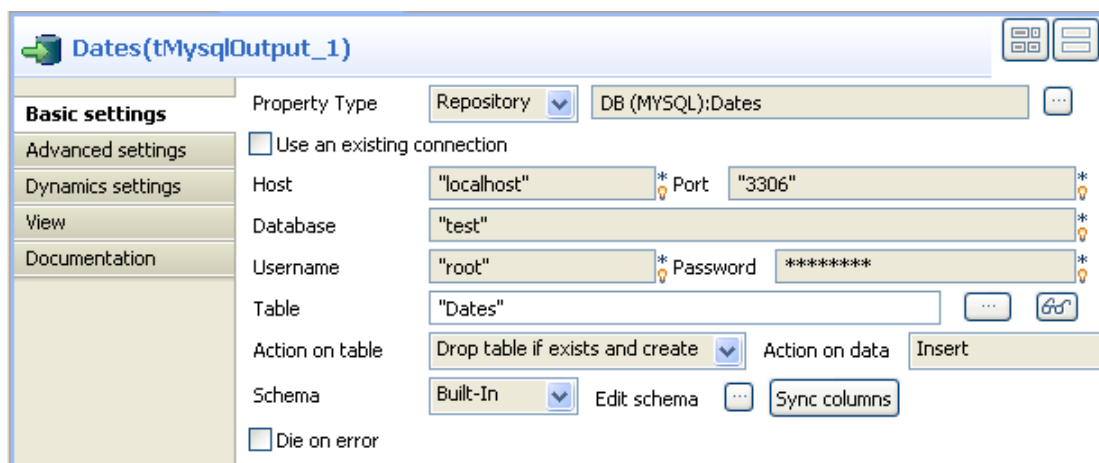 Dates(tMysqlOutput_1)
Basic settings
Advanced settings
Dynamics settings
View
Documentation
Property Type Repository DB (MYSQL):Dates ...
Use an existing connection
Host "localhost" * Port "3306" *
Database "test" *
Username "root" * Password ******** *
Table "Dates" ...
Action on table Drop table if exists and create Action on data Insert
Schema Built-In Edit schema ... Sync columns
Die on error